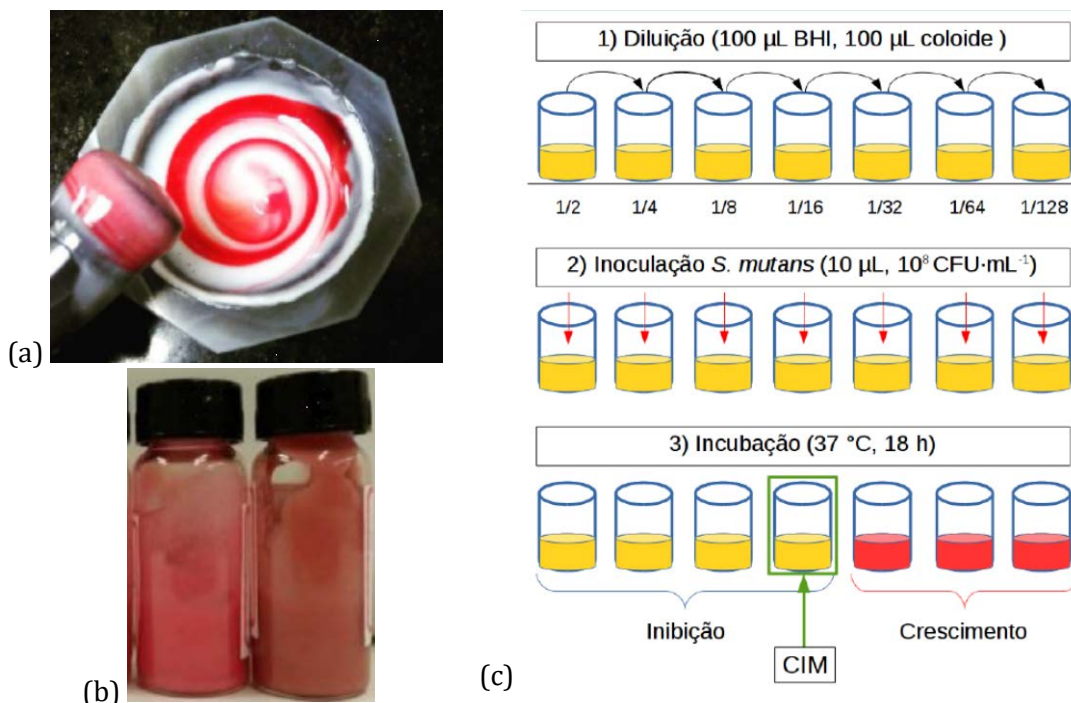 (a)
(b)
1) Diluição (100 µL BHI, 100 µL coloide )
1/2 1/4 1/8 1/16 1/32 1/64 1/128
2) Inoculação S. mutans (10 µL, 10⁸ CFU·mL⁻¹)
3) Incubação (37 °C, 18 h)
Inibição Crescimento
CIM
(c)